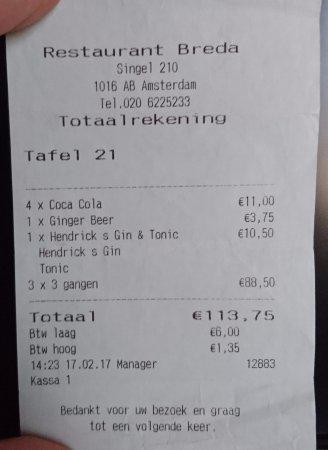 Restaurant Breda
Singel 210
1016 AB Amsterdam
Tel.020 6225233
Totaalrekening
Tafel 21
4 x Coca Cola €11,00
1 x Ginger Beer €3,75
1 x Hendrick s Gin & Tonic €10,50
Hendrick s Gin
Tonic
3 x 3 gangen €88,50
Totaal €113,75
Btw laag €6,00
Btw hoog €1,35
14:23 17.02.17 Manager 12883
Kassa 1
Bedankt voor uw bezoek en graag
tot een volgende keer.